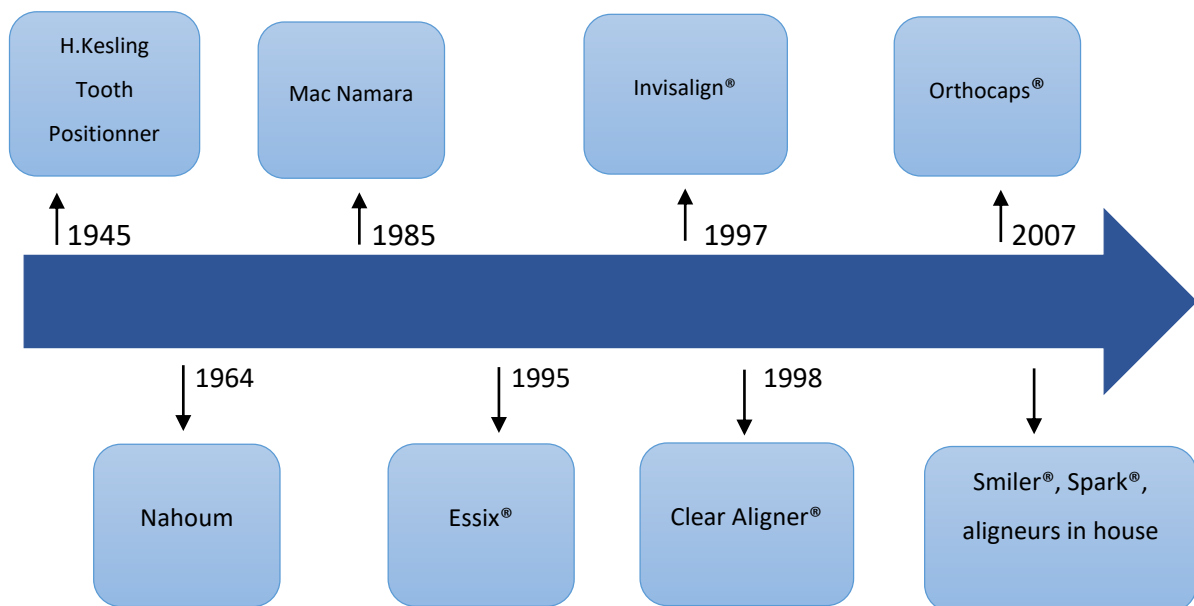 H.Kesling
Tooth
Positionner
Mac Namara
Invisalign®
Orthocaps®
1945
1985
1997
2007
1964
1995
1998
Nahoum
Essix®
Clear Aligner®
Smiler®, Spark®,
aligneurs in house